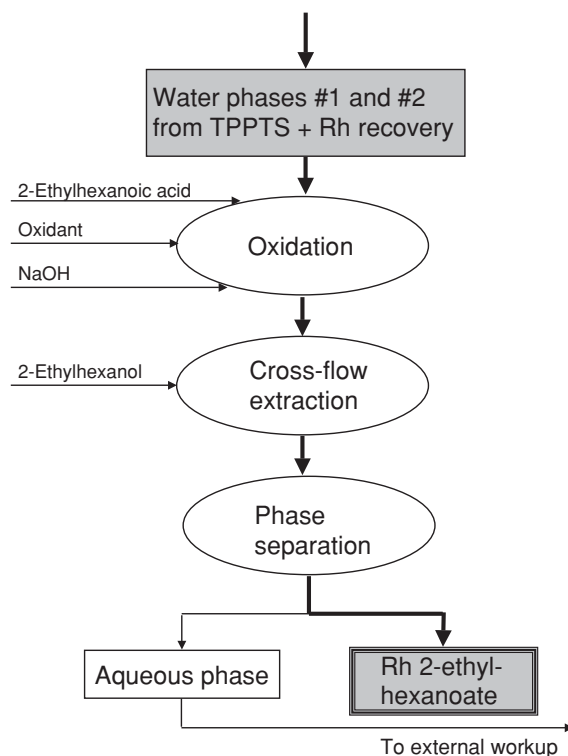 Water phases #1 and #2
from TPPTS + Rh recovery
2-Ethylhexanoic acid
Oxidant
NaOH
Oxidation
2-Ethylhexanol
Cross-flow
extraction
Phase
separation
Aqueous phase
Rh 2-ethyl-
hexanoate
To external workup